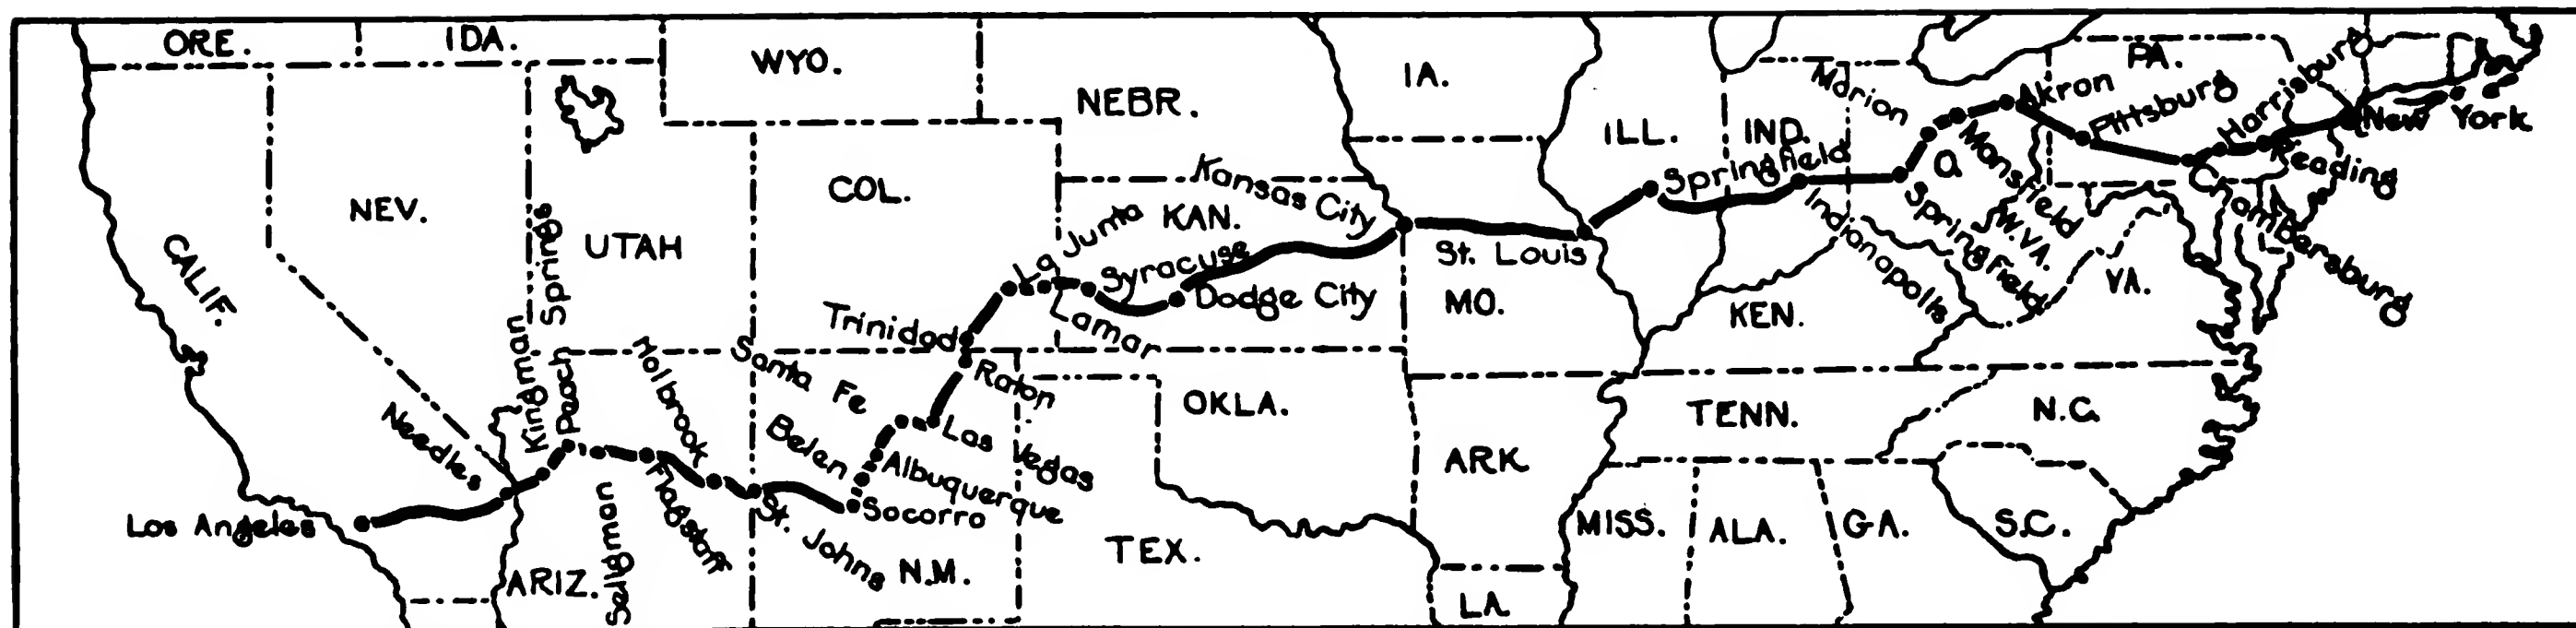 ORE.
IDA.
WYO.
NEBR.
IA.
ILL.
IND.
PA.
NEV.
UTAH
COL.
KAN.
MO.
KEN.
W.VA.
VA.
O
CALIF.
ARIZ.
N.M.
TEX.
OKLA.
ARK
LA
TENN.
N.C.
MISS.
ALA.
GA.
S.C.
Los Angeles
Needles
Kingman
Peach Springs
Seligman
Flagstaff
Holbrook
St. Johns
Socorro
Belen
Albuquerque
Santa Fe
Las Vegas
Raton
Trinidad
La Junta
Lamar
Syracuse
Dodge City
Kansas City
St. Louis
Springfield
Indianapolis
Springfield
Marion
Mansfield
Akron
Pittsburg
Chambersburg
Harrisburg
Reading
New York